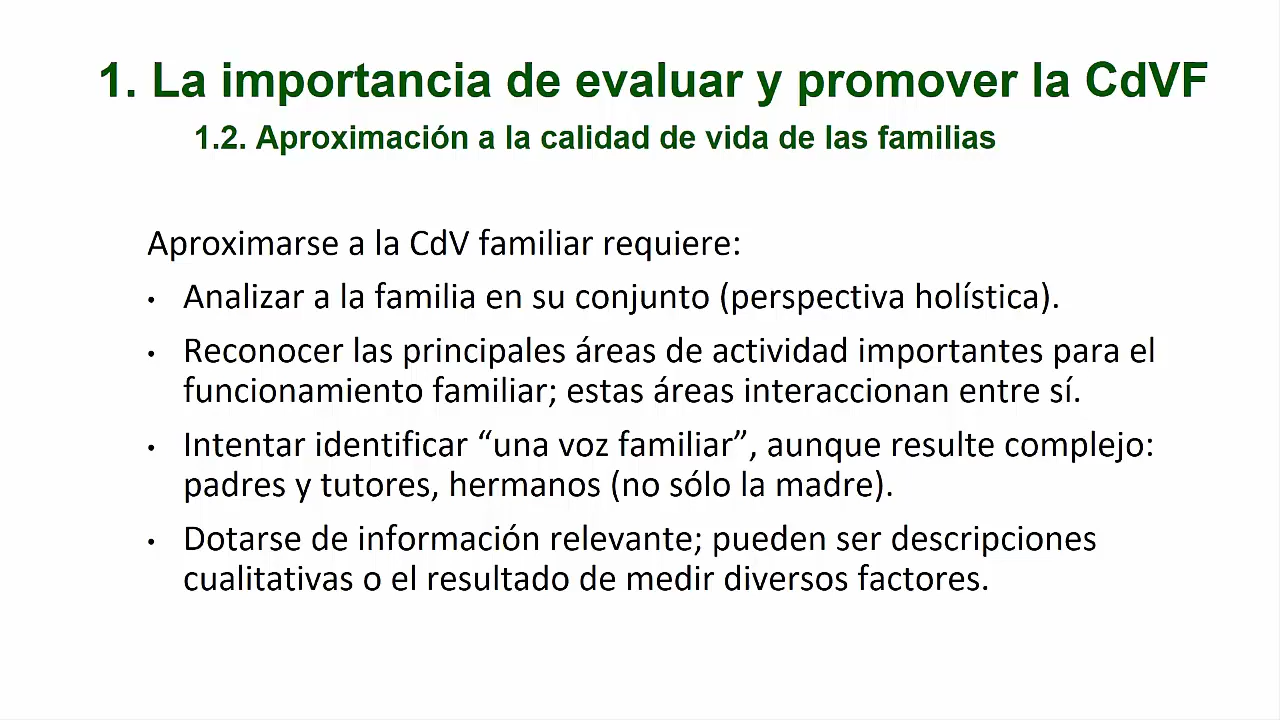 1. La importancia de evaluar y promover la CdVF
1.2. Aproximación a la calidad de vida de las familias
Aproximarse a la CdV familiar requiere:
• Analizar a la familia en su conjunto (perspectiva holística).
• Reconocer las principales áreas de actividad importantes para el
funcionamiento familiar; estas áreas interaccionan entre sí.
• Intentar identificar “una voz familiar”, aunque resulte complejo:
padres y tutores, hermanos (no sólo la madre).
• Dotarse de información relevante; pueden ser descripciones
cualitativas o el resultado de medir diversos factores.